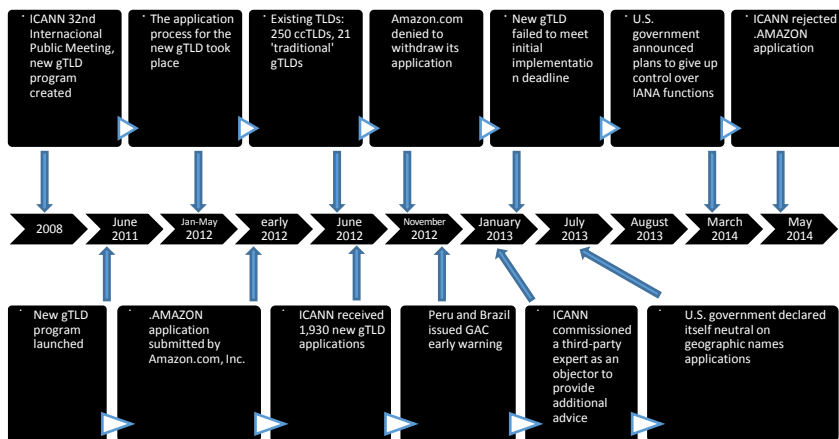 ICANN 32nd
Internacional
Public Meeting,
new gTLD
program
created
The application
process for the
new gTLD took
place
Existing TLDs:
250 ccTLDs, 21
'traditional'
gTLDs
Amazon.com
denied to
withdraw its
application
New gTLD
failed to meet
initial
implementatio
n deadline
U.S.
government
announced
plans to give up
control over
IANA functions
ICANN rejected
.AMAZON
application
2008
June
2011
Jan-May
2012
early
2012
June
2012
November
2012
January
2013
July
2013
August
2013
March
2014
May
2014
New gTLD
program
launched
.AMAZON
application
submitted by
Amazon.com, Inc.
ICANN received
1,930 new gTLD
applications
Peru and Brazil
issued GAC
early warning
ICANN
commissioned
a third-party
expert as an
objector to
provide
additional
advice
U.S. government declared
itself neutral on
geographic names
applications